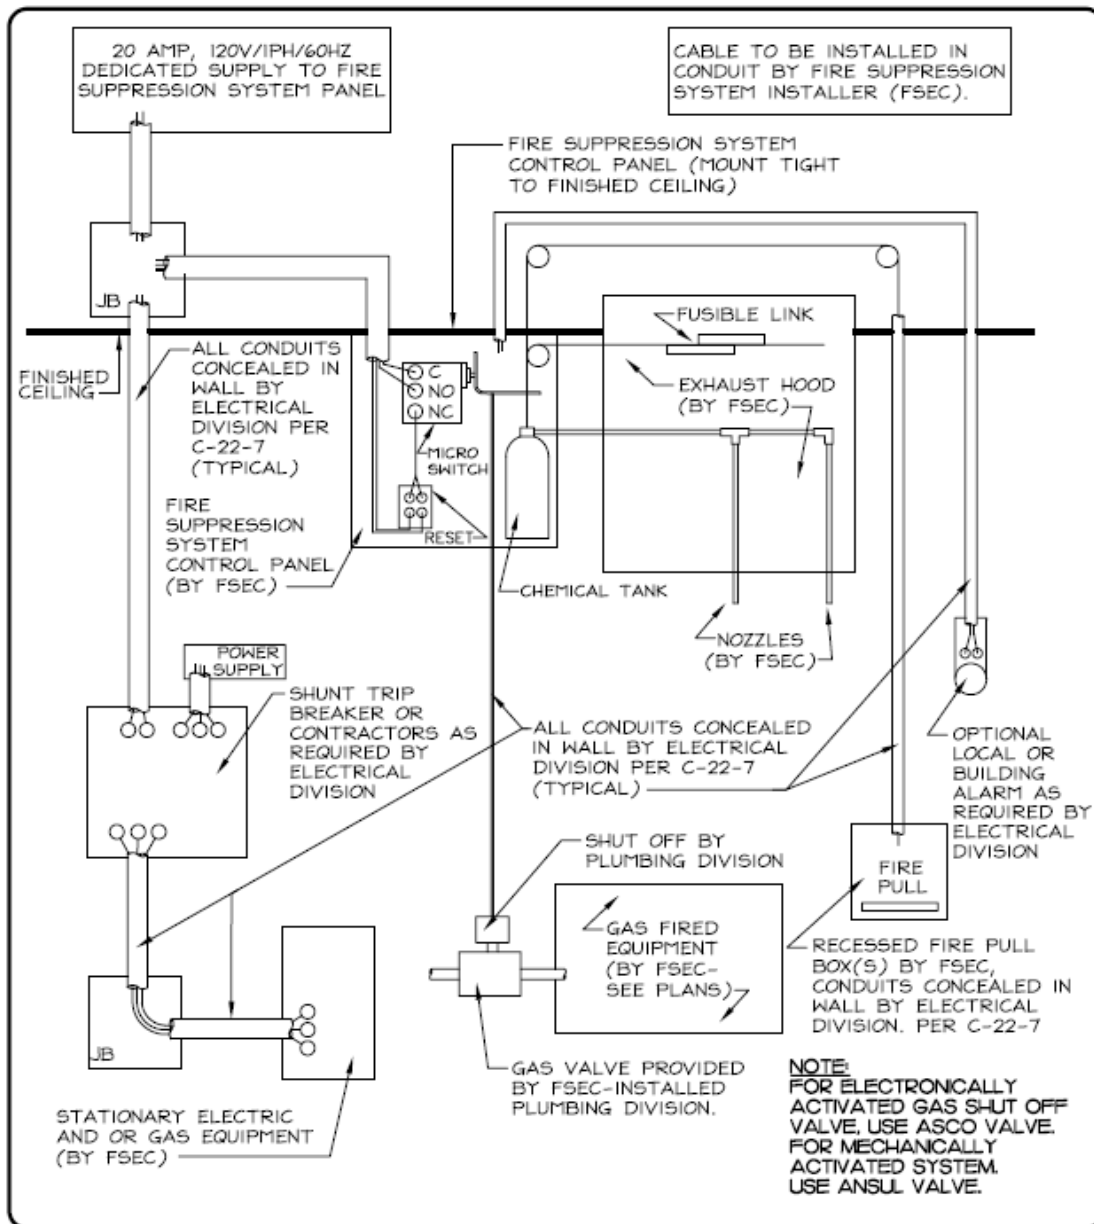 20 AMP, 120V/1PH/60HZ
DEDICATED SUPPLY TO FIRE
SUPPRESSION SYSTEM PANEL
CABLE TO BE INSTALLED IN
CONDUIT BY FIRE SUPPRESSION
SYSTEM INSTALLER (FSEC).
FIRE SUPPRESSION SYSTEM
CONTROL PANEL (MOUNT TIGHT
TO FINISHED CEILING)
JB
FINISHED
CEILING
ALL CONDUITS
CONCEALED IN
WALL BY
ELECTRICAL
DIVISION PER
C-22-7
(TYPICAL)
C
NO
NC
MICRO
SWITCH
RESET
FUSIBLE LINK
EXHAUST HOOD
(BY FSEC)
FIRE
SUPPRESSION
SYSTEM
CONTROL PANEL
(BY FSEC)
CHEMICAL TANK
NOZZLES
(BY FSEC)
POWER
SUPPLY
SHUNT TRIP
BREAKER OR
CONTRACTORS AS
REQUIRED BY
ELECTRICAL
DIVISION
ALL CONDUITS CONCEALED
IN WALL BY ELECTRICAL
DIVISION PER C-22-7
(TYPICAL)
OPTIONAL
LOCAL OR
BUILDING
ALARM AS
REQUIRED BY
ELECTRICAL
DIVISION
SHUT OFF BY
PLUMBING DIVISION
FIRE
PULL
GAS FIRED
EQUIPMENT
(BY FSEC-
SEE PLANS)
RECESSED FIRE PULL
BOX(S) BY FSEC,
CONDUITS CONCEALED IN
WALL BY ELECTRICAL
DIVISION. PER C-22-7
JB
GAS VALVE PROVIDED
BY FSEC-INSTALLED
PLUMBING DIVISION.
STATIONARY ELECTRIC
AND OR GAS EQUIPMENT
(BY FSEC)
NOTE:
FOR ELECTRONICALLY
ACTIVATED GAS SHUT OFF
VALVE, USE ASCO VALVE.
FOR MECHANICALLY
ACTIVATED SYSTEM.
USE ANSUL VALVE.